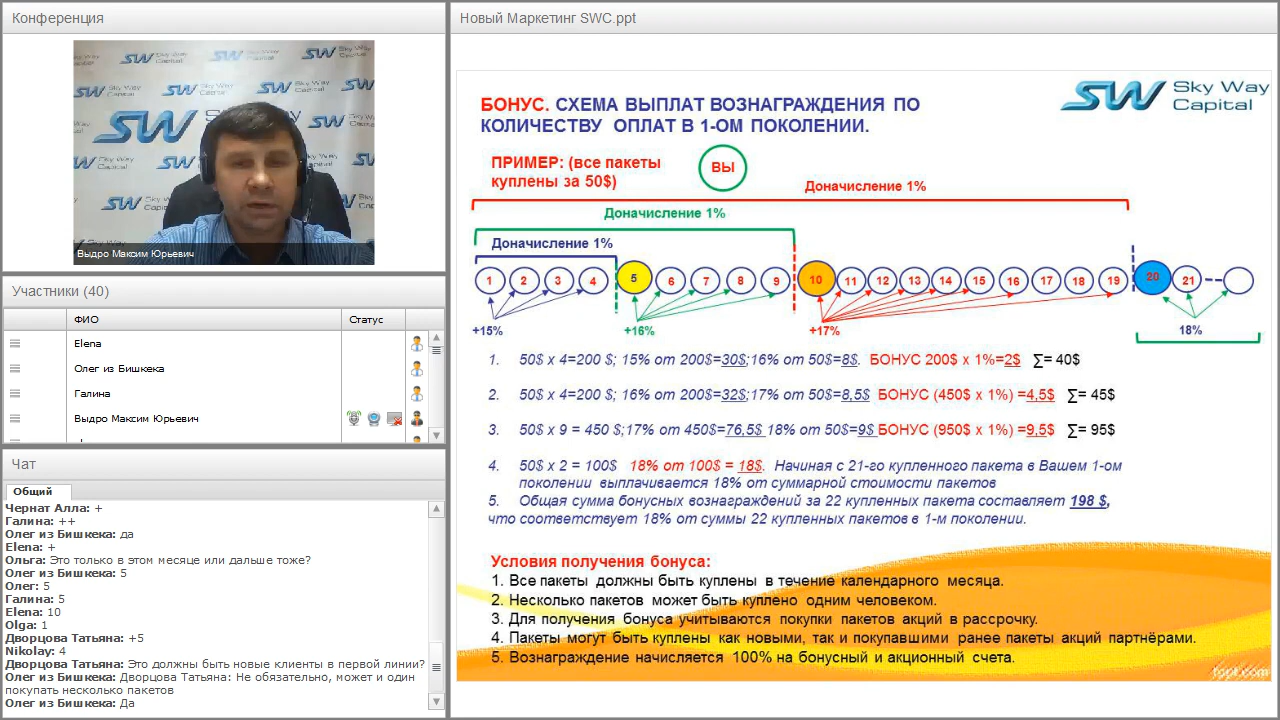 Конференция
Sky Way
Capital
Выдро Максим Юрьевич
Участники (40)
ФИО
Статус
Elena
Олег из Бишкека
Галина
Выдро Максим Юрьевич
Чат
Общий
Чернат Алла: +
Галина: ++
Олег из Бишкека: да
Elena: +
Ольга: Это только в этом месяце или дальше тоже?
Олег из Бишкека: 5
Олег: 5
Галина: 5
Elena: 10
Olga: 1
Дворцова Татьяна: +5
Nikolay: 4
Дворцова Татьяна: Это должны быть новые клиенты в первой линии?
Олег из Бишкека: Дворцова Татьяна: Не обязательно, может и один
покупать несколько пакетов
Олег из Бишкека: Да
Новый Маркетинг SWC.ppt
SW Sky Way
Capital
БОНУС. СХЕМА ВЫПЛАТ ВОЗНАГРАЖДЕНИЯ ПО
КОЛИЧЕСТВУ ОПЛАТ В 1-ОМ ПОКОЛЕНИИ.
ПРИМЕР: (все пакеты
куплены за 50$)
ВЫ
Доначисление 1%
Доначисление 1%
Доначисление 1%
1 2 3 4 5 6 7 8 9 10 11 12 13 14 15 16 17 18 19 20 21
+15% +16% +17% 18%
1. 50$ x 4=200 $; 15% от 200$=30$;16% от 50$=8$. БОНУС 200$ x 1%=2$ ∑= 40$
2. 50$ x 4=200 $; 16% от 200$=32$;17% от 50$=8,5$ БОНУС (450$ x 1%) =4,5$ ∑= 45$
3. 50$ x 9 = 450 $;17% от 450$=76,5$ 18% от 50$=9$ БОНУС (950$ x 1%) =9,5$ ∑= 95$
4. 50$ x 2 = 100$ 18% от 100$ = 18$. Начиная с 21-го купленного пакета в Вашем 1-ом
поколении выплачивается 18% от суммарной стоимости пакетов
5. Общая сумма бонусных вознаграждений за 22 купленных пакета составляет 198 $,
что соответствует 18% от суммы 22 купленных пакетов в 1-м поколении.
Условия получения бонуса:
1. Все пакеты должны быть куплены в течение календарного месяца.
2. Несколько пакетов может быть куплено одним человеком.
3. Для получения бонуса учитываются покупки пакетов акций в рассрочку.
4. Пакеты могут быть куплены как новыми, так и покупавшими ранее пакеты акций партнёрами.
5. Вознаграждение начисляется 100% на бонусный и акционный счета.